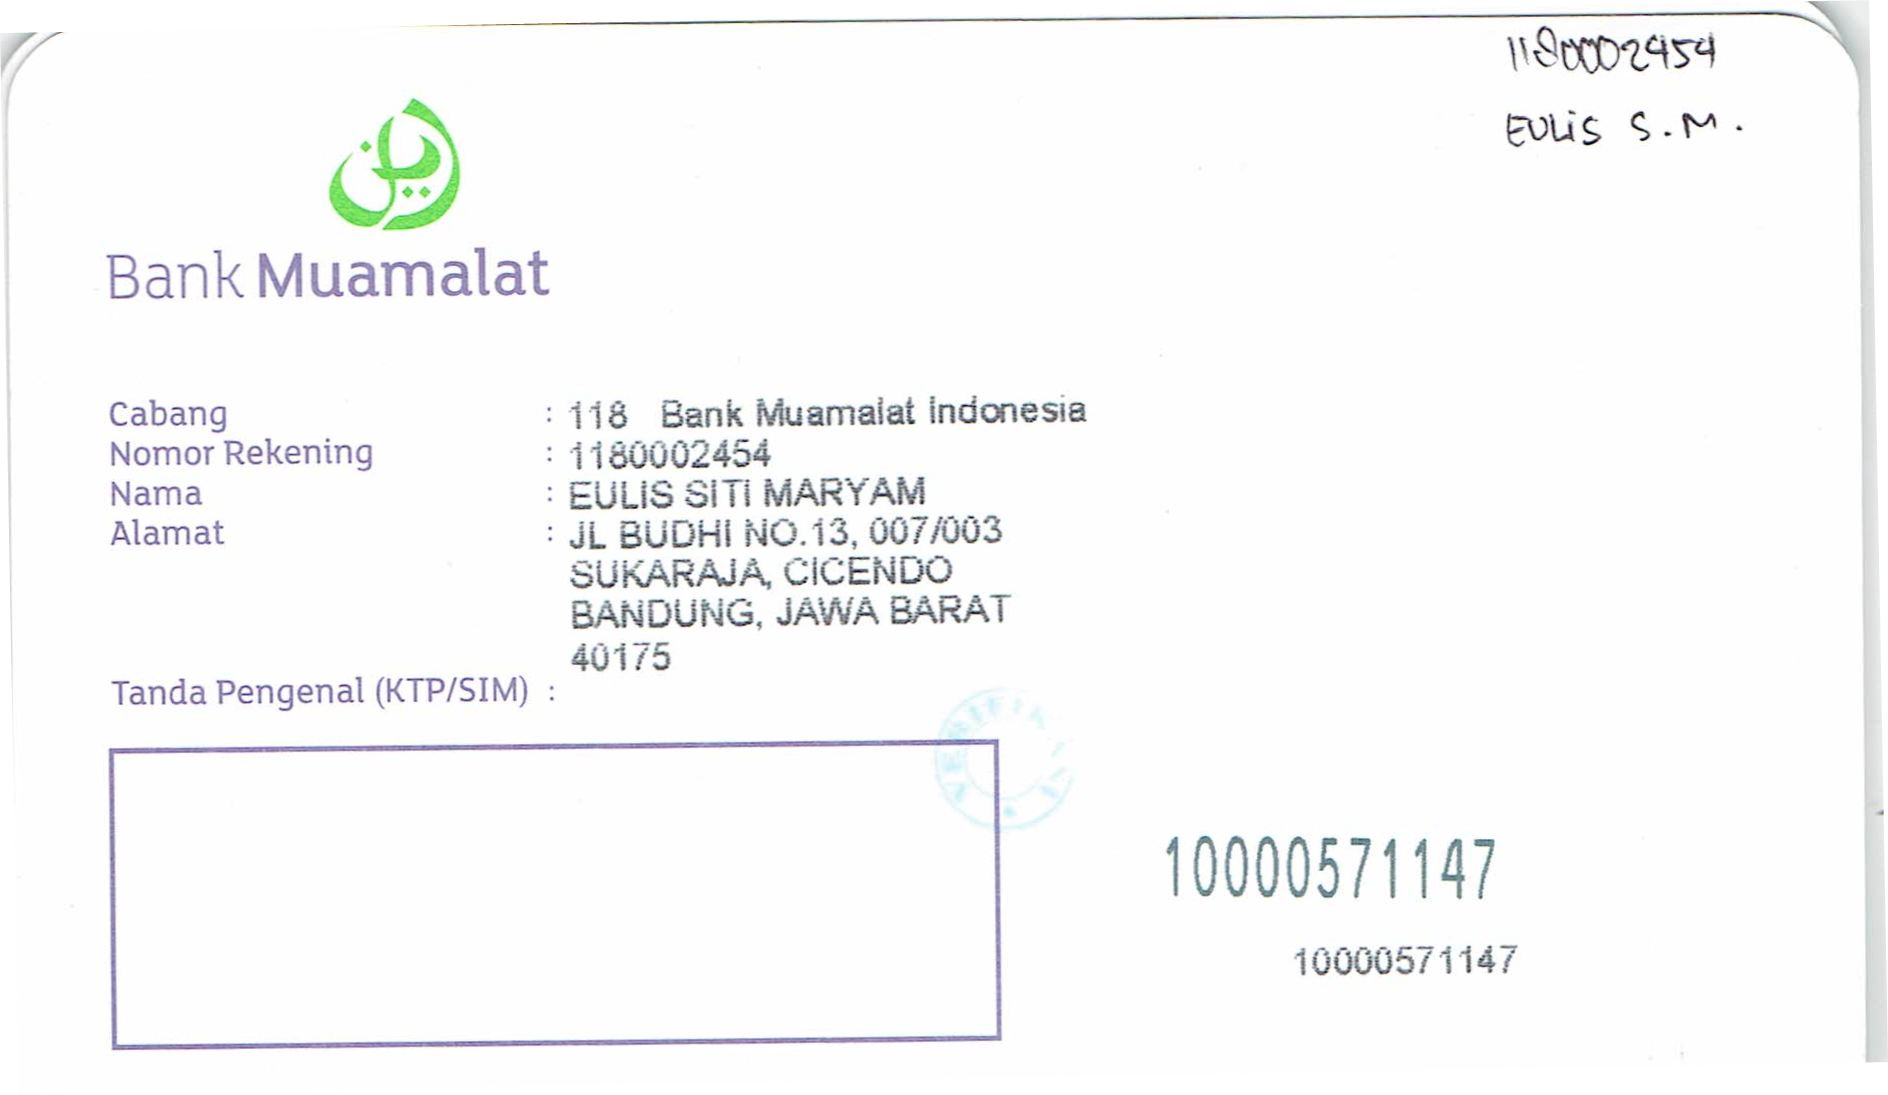 1180002454
EULIS S.M.
Bank Muamalat
Cabang : 118 Bank Muamalat Indonesia
Nomor Rekening : 1180002454
Nama : EULIS SITI MARYAM
Alamat : JL BUDHI NO.13, 007/003
SUKARAJA, CICENDO
BANDUNG, JAWA BARAT
40175
Tanda Pengenal (KTP/SIM) :
10000571147
10000571147